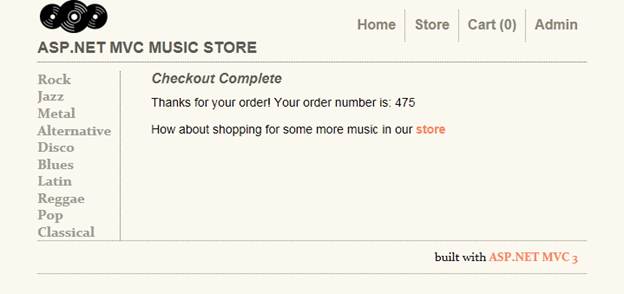 Home Store Cart (0) Admin
ASP.NET MVC MUSIC STORE
Rock
Jazz
Metal
Alternative
Disco
Blues
Latin
Reggae
Pop
Classical
Checkout Complete
Thanks for your order! Your order number is: 475
How about shopping for some more music in our store
built with ASP.NET MVC 3